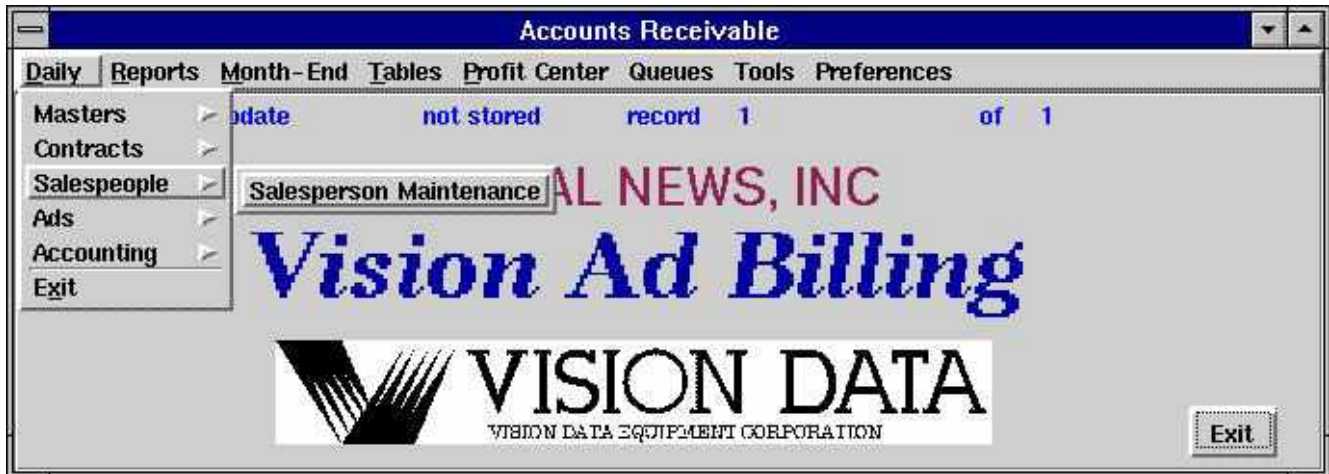 Accounts Receivable
Daily Reports Month-End Tables Profit Center Queues Tools Preferences
Masters
not stored record 1 of 1
Contracts
Salespeople
Salesperson Maintenance
NEWS, INC
Ads
Accounting
Exit
Vision Ad Billing
VISION DATA
VISION DATA EQUIPMENT CORPORATION
Exit